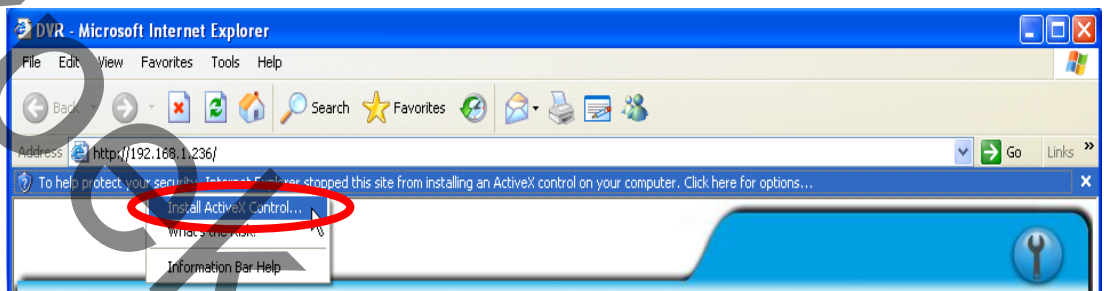 DVR - Microsoft Internet Explorer
File Edit View Favorites Tools Help
Back Search Favorites
Address http://192.168.1.236/ Go Links »
To help protect your security, Internet Explorer stopped this site from installing an ActiveX control on your computer. Click here for options...
Install ActiveX Control...
What's the Risk?
Information Bar Help